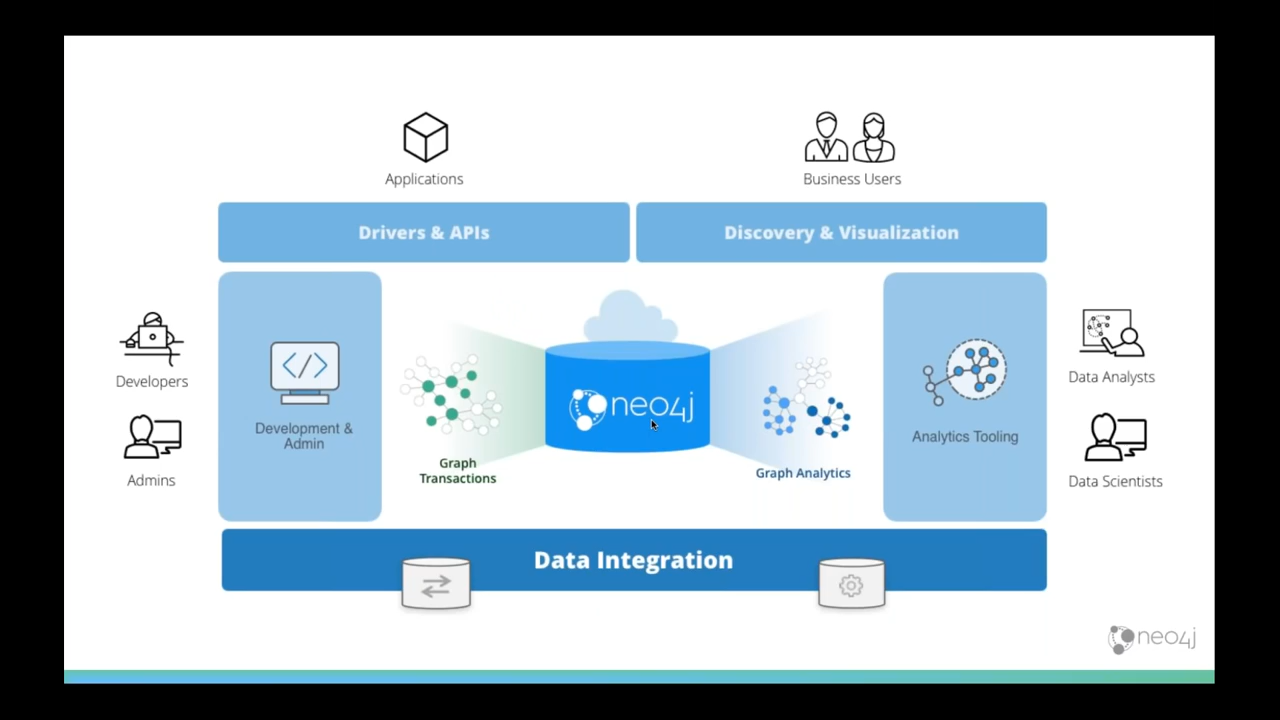 Applications
Business Users
Drivers & APIs
Discovery & Visualization
Developers
Admins
</>
Development &
Admin
Graph
Transactions
neo4j
Graph Analytics
Analytics Tooling
Data Analysts
Data Scientists
Data Integration
neo4j